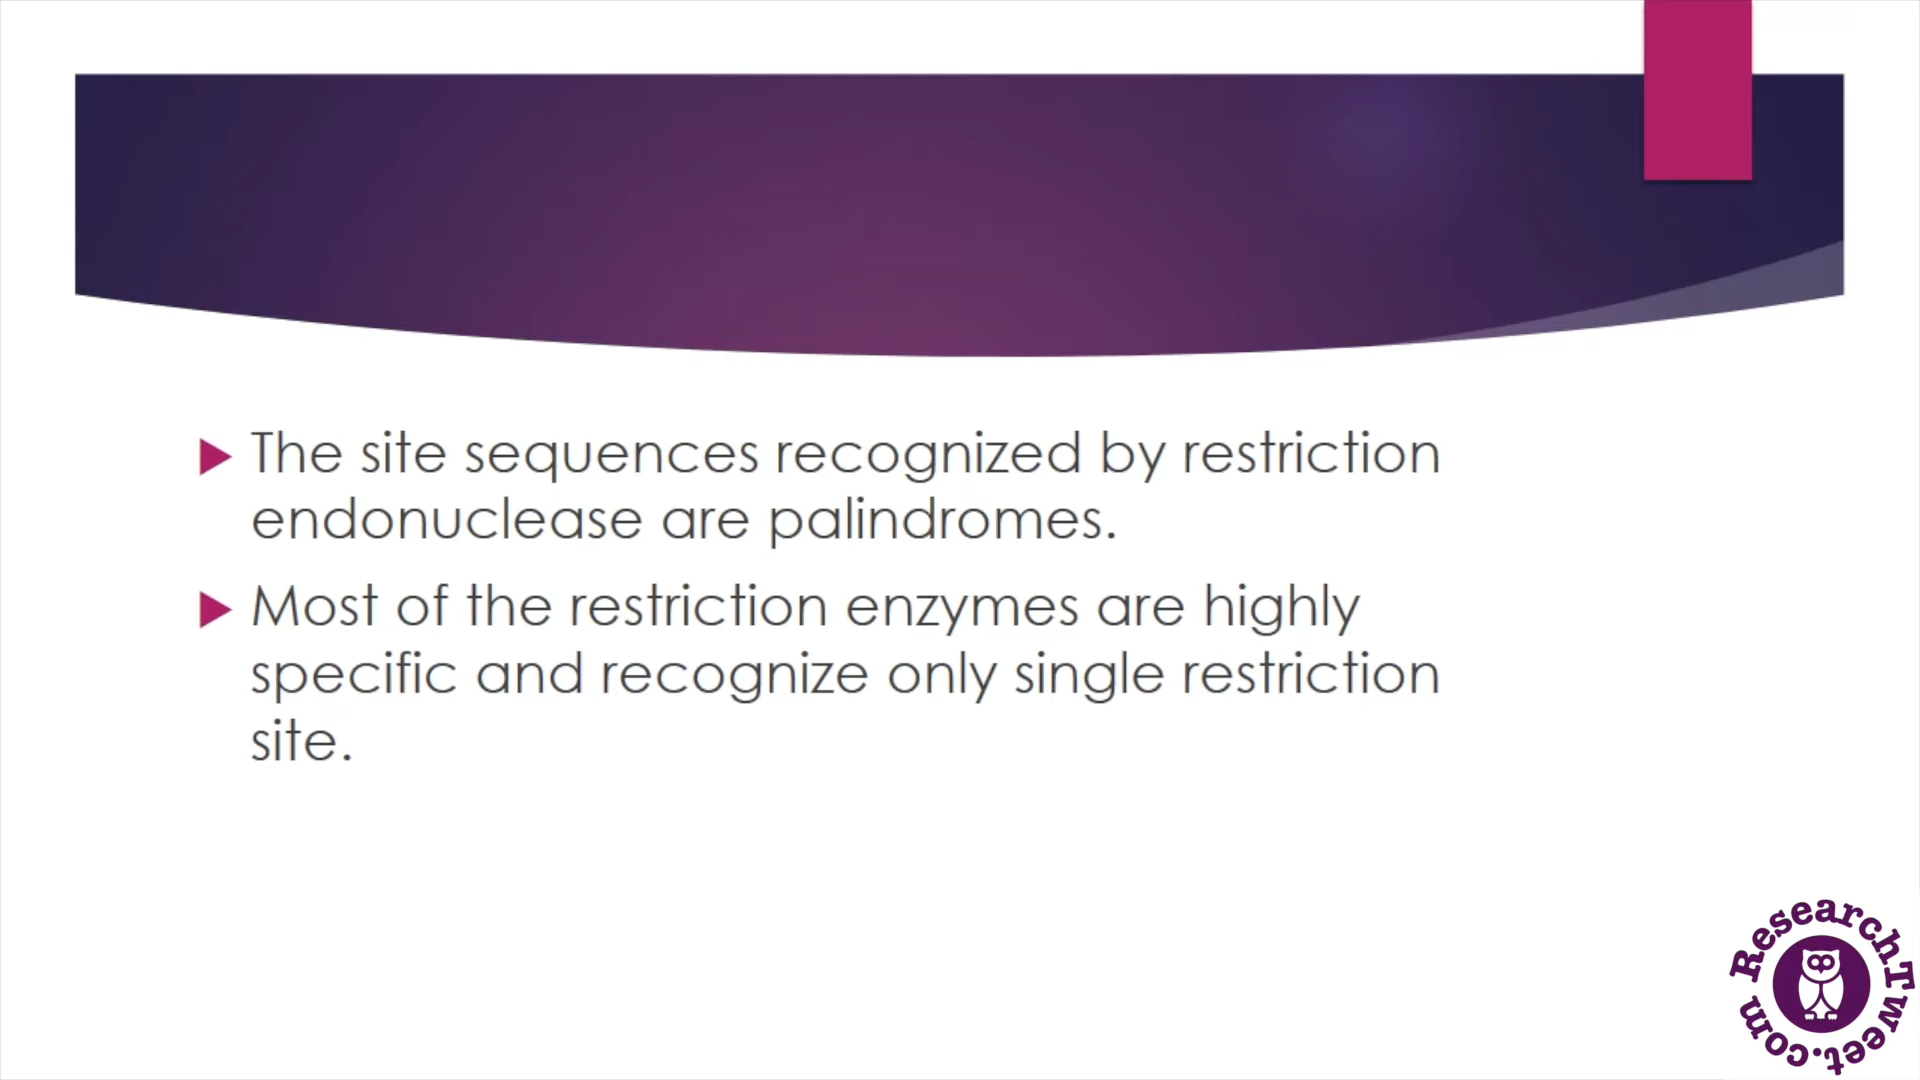 The site sequences recognized by restriction
endonuclease are palindromes.
Most of the restriction enzymes are highly
specific and recognize only single restriction
site.
ResearchTweet.com